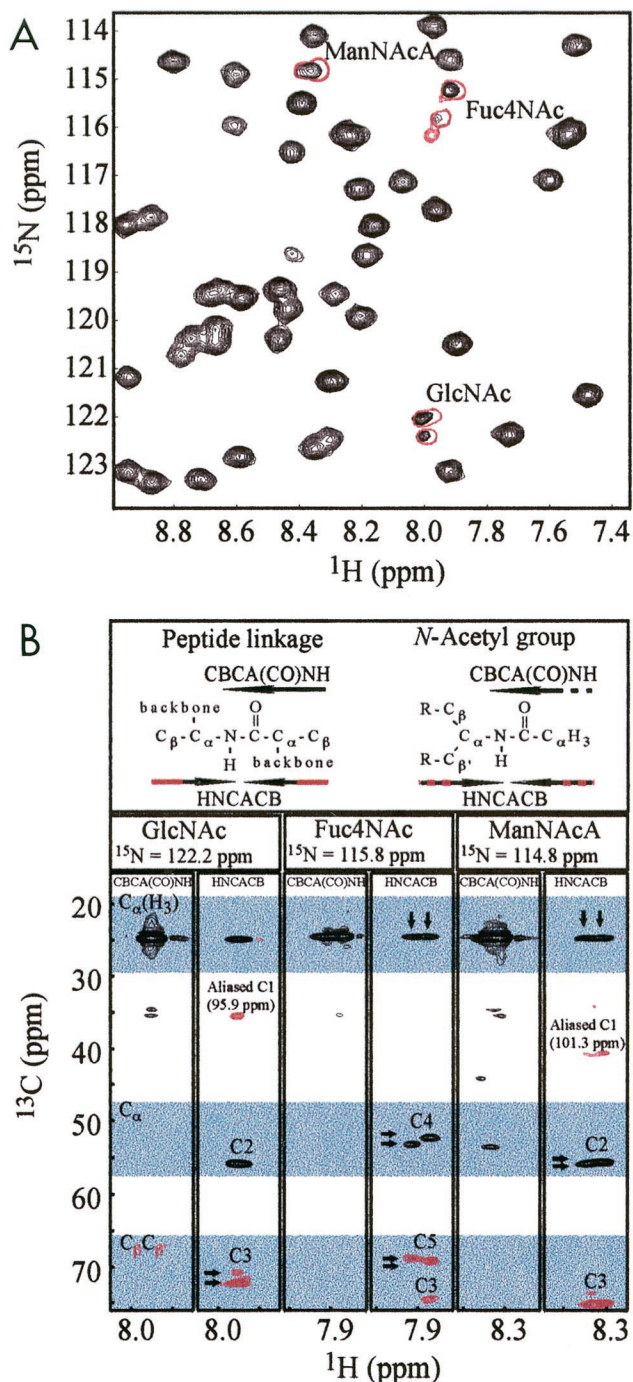 A
114
115
116
117
118
119
120
121
122
123
15N (ppm)
ManNAcA
Fuc4NAc
GlcNAc
8.8 8.6 8.4 8.2 8.0 7.8 7.6 7.4
1H (ppm)
B
Peptide linkage
N-Acetyl group
CBCA(CO)NH
CBCA(CO)NH
backbone
O
Cβ–Cα–N–C–Cα–Cβ
H
backbone
HNCACB
R–Cβ
O
Cα–N–C–CαH3
R–Cβ'
H
HNCACB
GlcNAc
15N = 122.2 ppm
Fuc4NAc
15N = 115.8 ppm
ManNAcA
15N = 114.8 ppm
CBCA(CO)NH HNCACB CBCA(CO)NH HNCACB CBCA(CO)NH HNCACB
Cα(H3)
Aliased C1
(95.9 ppm)
Aliased C1
(101.3 ppm)
Cα
C2
C4
C2
CβCβ'
C3
C5
C3
C3
20
30
40
50
60
70
13C (ppm)
8.0 8.0 7.9 7.9 8.3 8.3
1H (ppm)